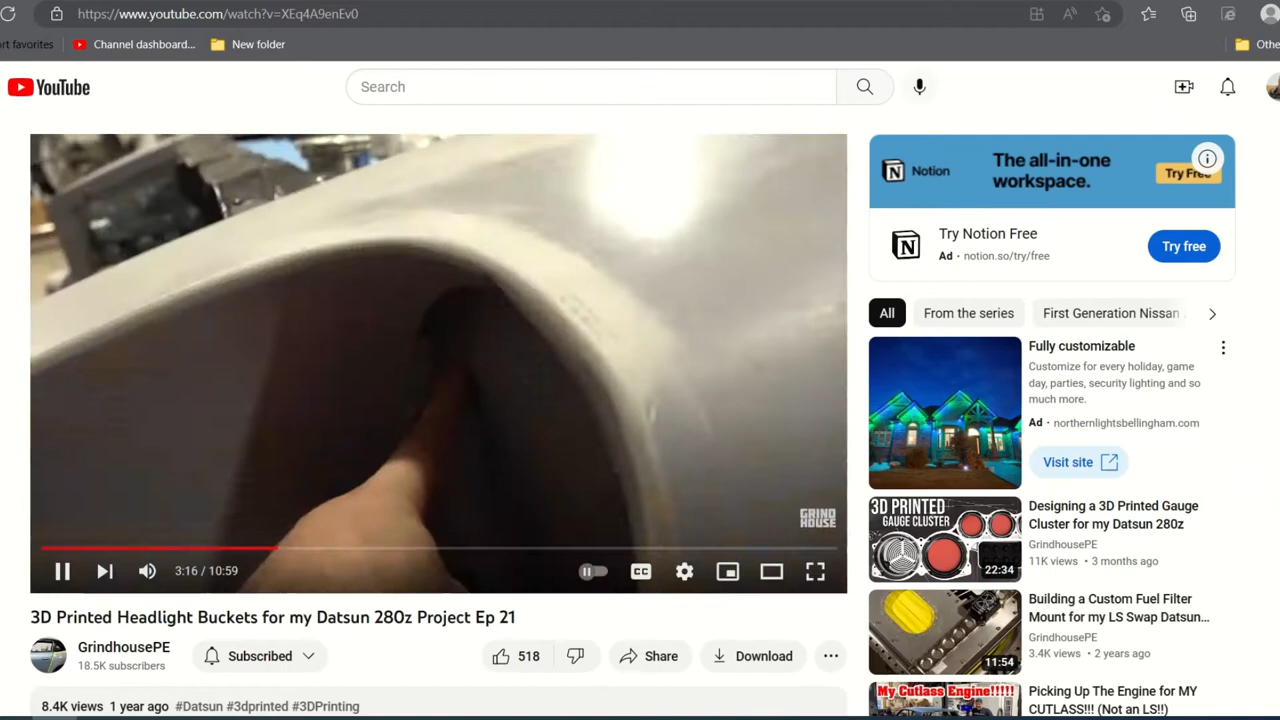 https://www.youtube.com/watch?v=XEq4A9enEv0
rt favorites
Channel dashboard...
New folder
Othe
YouTube
Search
GRIND
HOUSE
3:16 / 10:59
CC
3D Printed Headlight Buckets for my Datsun 280z Project Ep 21
GrindhousePE
18.5K subscribers
Subscribed
518
Share
Download
8.4K views 1 year ago #Datsun #3dprinted #3DPrinting
Notion
The all-in-one
workspace.
Try Free
Try Notion Free
Ad · notion.so/try/free
Try free
All
From the series
First Generation Nissan
Fully customizable
Customize for every holiday, game
day, parties, security lighting and so
much more.
Ad · northernlightsbellingham.com
Visit site
3D PRINTED
GAUGE CLUSTER
22:34
Designing a 3D Printed Gauge
Cluster for my Datsun 280z
GrindhousePE
11K views · 3 months ago
11:54
Building a Custom Fuel Filter
Mount for my LS Swap Datsun...
GrindhousePE
3.4K views · 2 years ago
My Cutlass Engine!!!!!
Picking Up The Engine for MY
CUTLASS!!! (Not an LS!!)